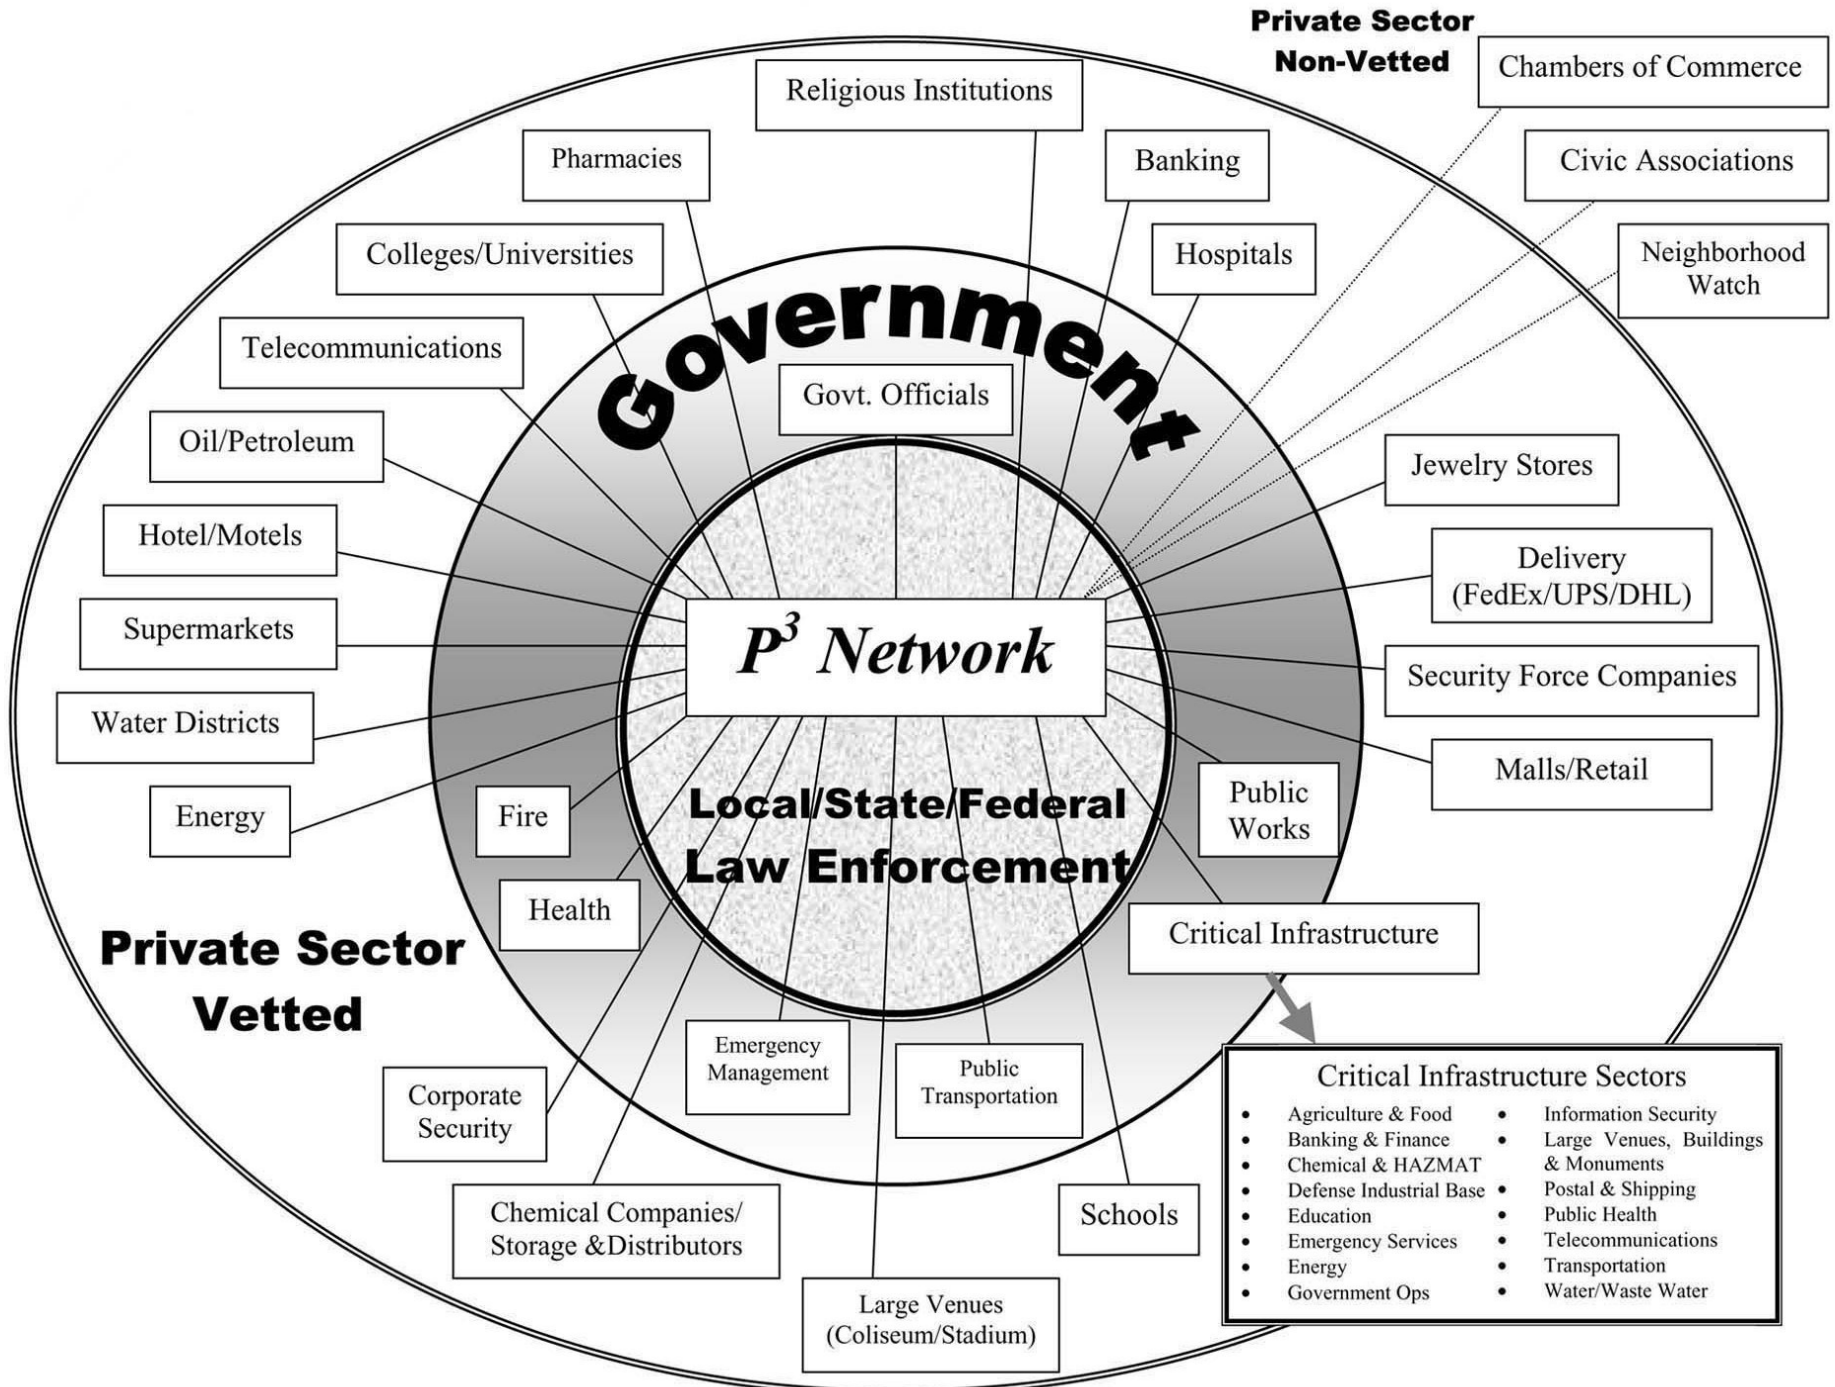 Private Sector
Non-Vetted
Chambers of Commerce
Religious Institutions
Pharmacies
Banking
Civic Associations
Colleges/Universities
Hospitals
Neighborhood
Watch
Government
Telecommunications
Govt. Officials
Oil/Petroleum
Jewelry Stores
Hotel/Motels
Delivery
(FedEx/UPS/DHL)
Supermarkets
P³ Network
Security Force Companies
Water Districts
Malls/Retail
Energy
Fire
Local/State/Federal
Law Enforcement
Public
Works
Health
Critical Infrastructure
Private Sector
Vetted
Emergency
Management
Public
Transportation
Corporate
Security
Chemical Companies/
Storage &Distributors
Schools
Large Venues
(Coliseum/Stadium)
Critical Infrastructure Sectors
• Agriculture & Food
• Banking & Finance
• Chemical & HAZMAT
• Defense Industrial Base
• Education
• Emergency Services
• Energy
• Government Ops
• Information Security
• Large Venues, Buildings
& Monuments
• Postal & Shipping
• Public Health
• Telecommunications
• Transportation
• Water/Waste Water